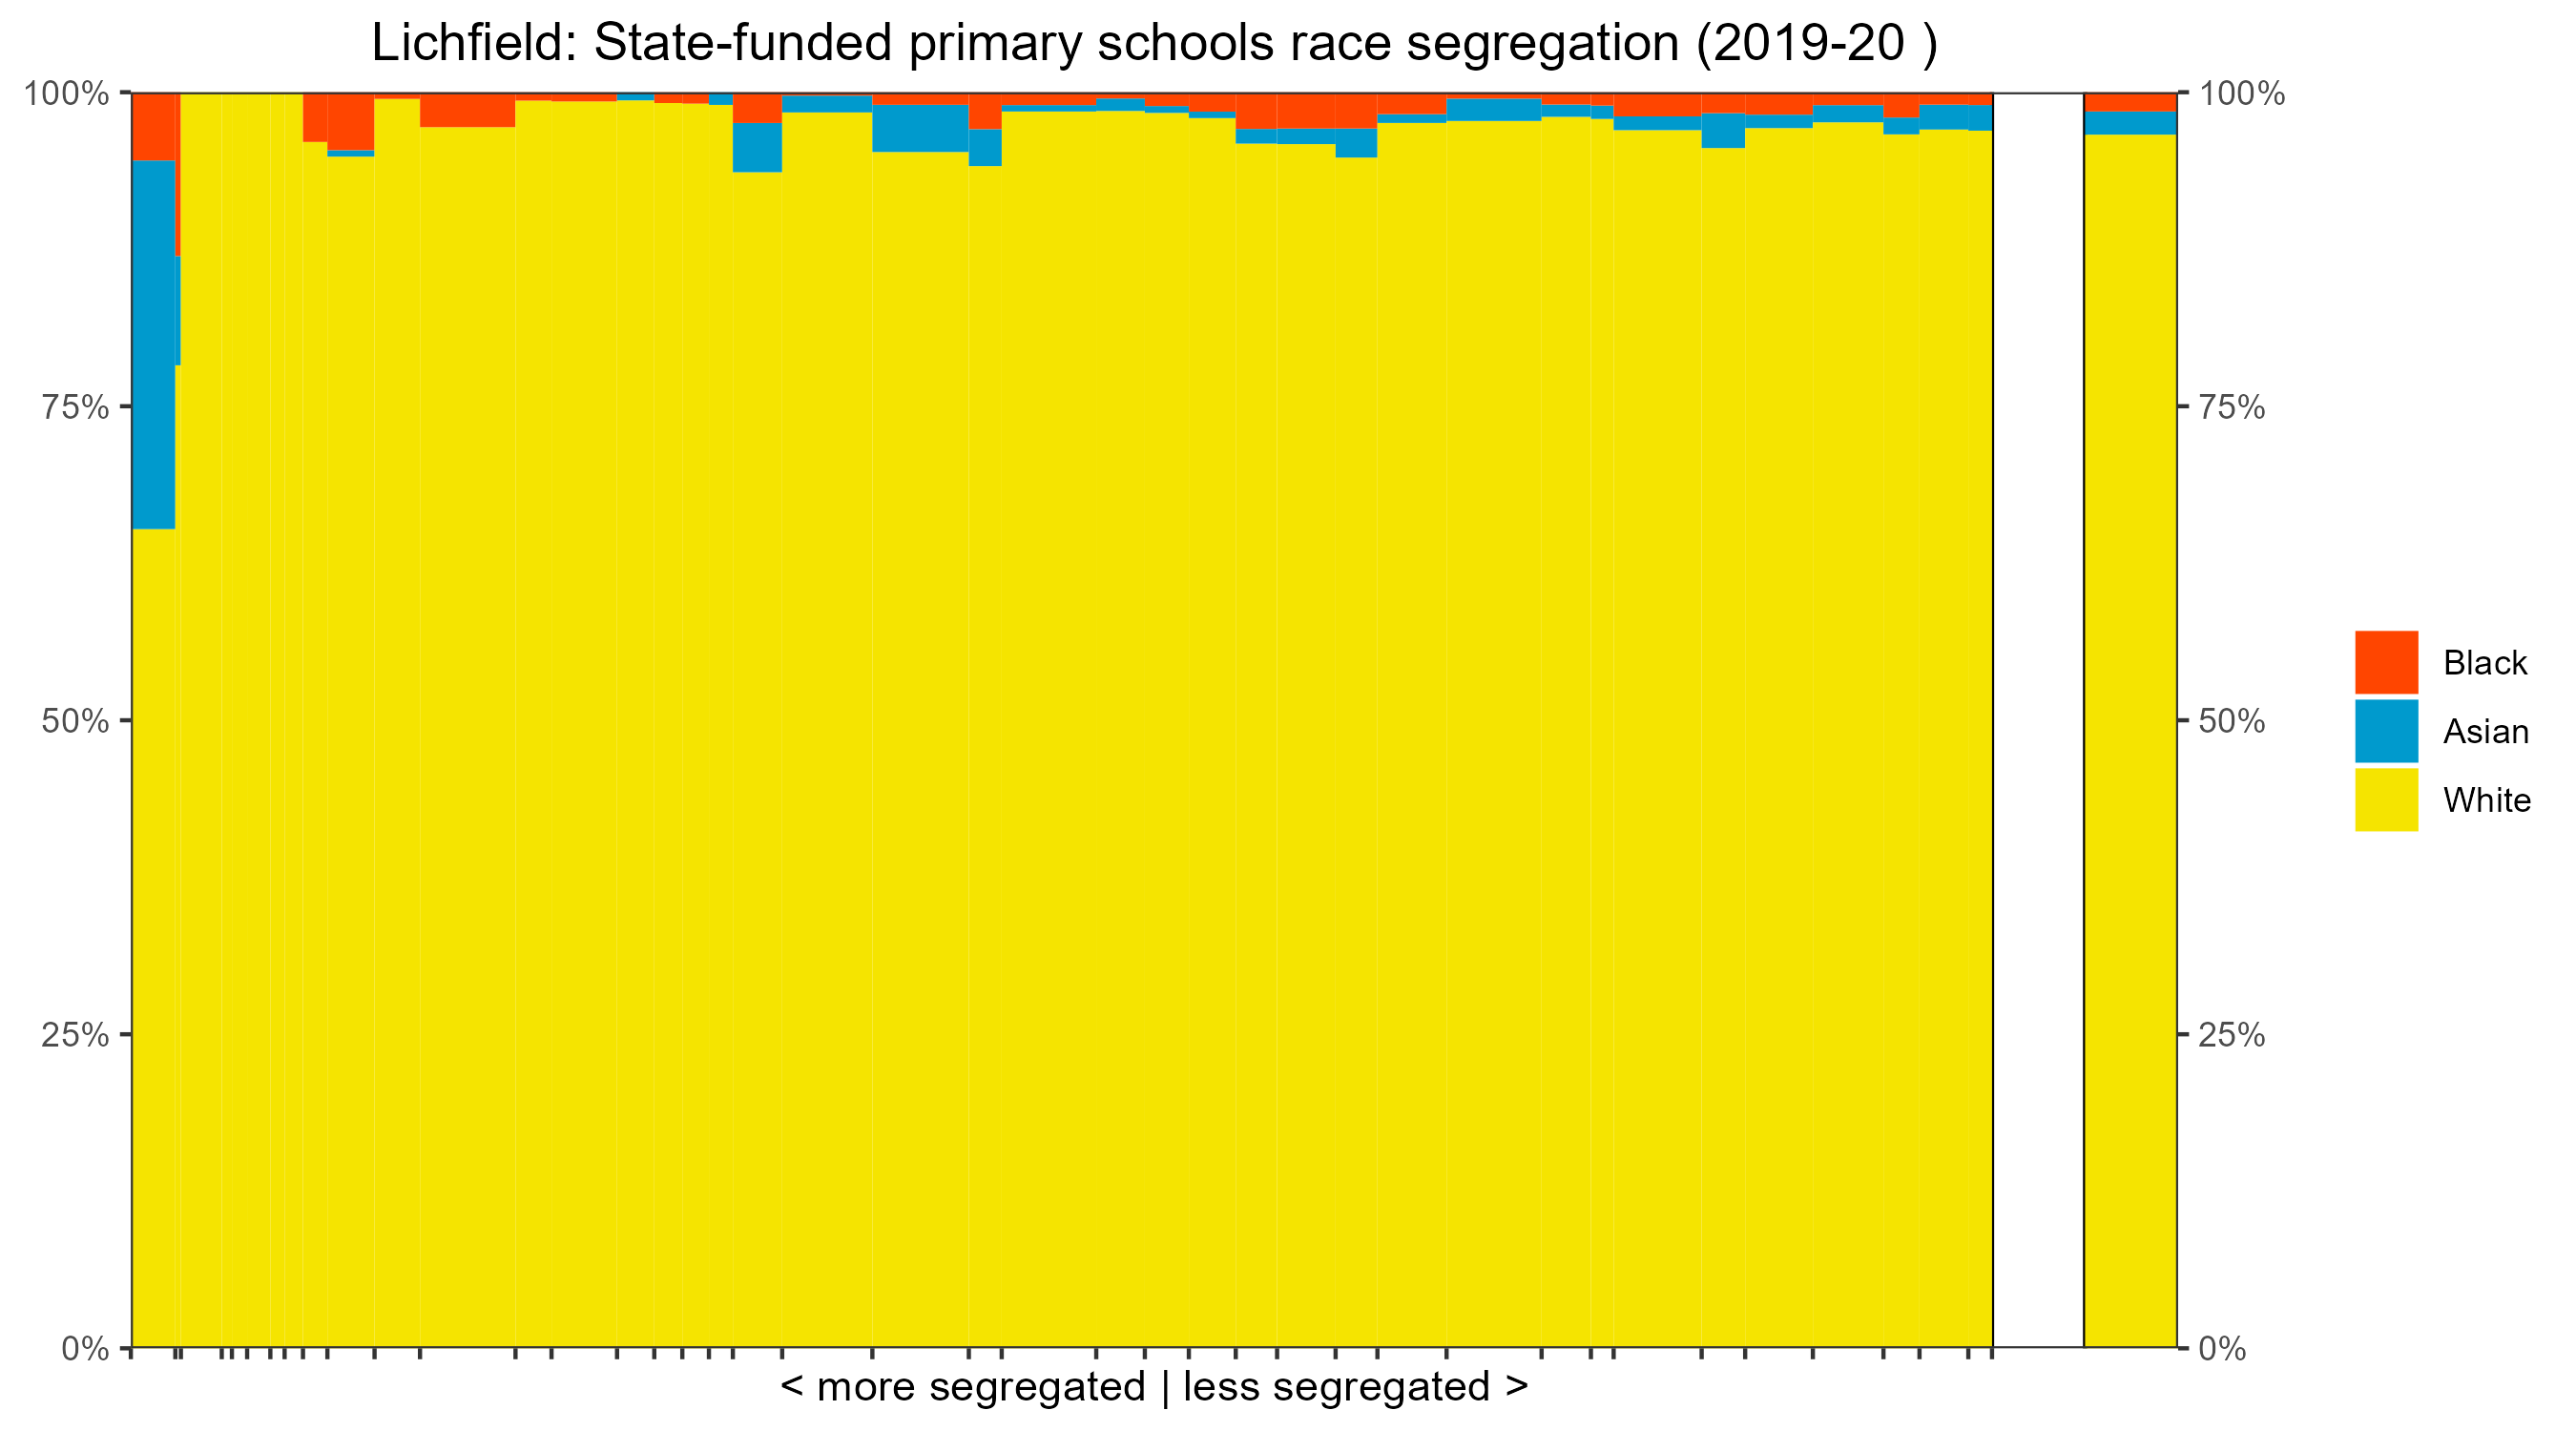 Lichfield: State-funded primary schools race segregation (2019-20 )
100%
75%
50%
25%
0%
100%
75%
50%
25%
0%
Black
Asian
White
< more segregated | less segregated >